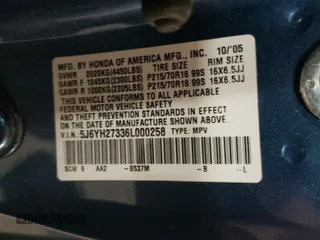 MFD. BY HONDA OF AMERICA MFG., INC. 10/'05
GVWR 2020KG(4450LBS) TIRE SIZE RIM SIZE
GAWR F 1045KG(2300LBS) P215/70R16 99S 16X6.5JJ
GAWR R 1000KG(2205LBS) P215/70R16 99S 16X6.5JJ
THIS VEHICLE CONFORMS TO ALL APPLICABLE
FEDERAL MOTOR VEHICLE SAFETY AND
THEFT PREVENTION STANDARDS IN EFFECT
ON THE DATE OF MANUFACTURE SHOWN ABOVE.
V.I.N. 5J6YH27336L000258 TYPE: MPV
SCW 6 AA2 -B537M -B -L